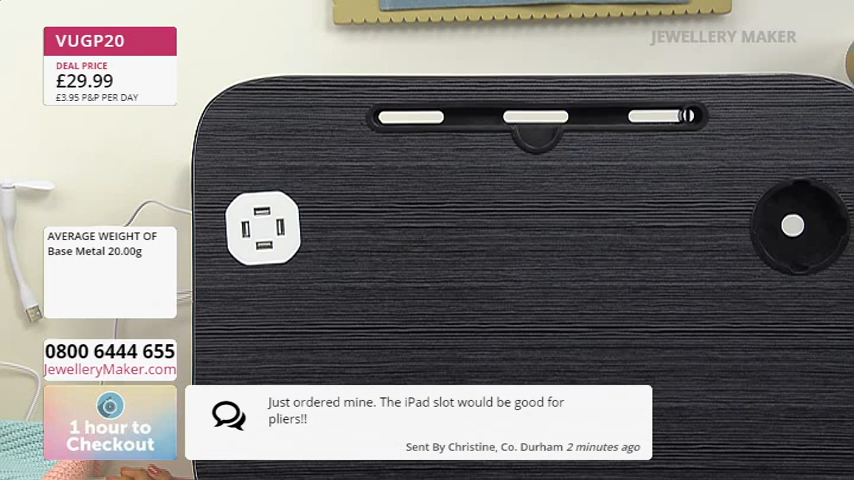 VUGP20
JEWELLERY MAKER
DEAL PRICE
£29.99
£3.95 P&P PER DAY
AVERAGE WEIGHT OF
Base Metal 20.00g
0800 6444 655
JewelleryMaker.com
1 hour to
Checkout
Just ordered mine. The iPad slot would be good for
pliers!!
Sent By Christine, Co. Durham 2 minutes ago